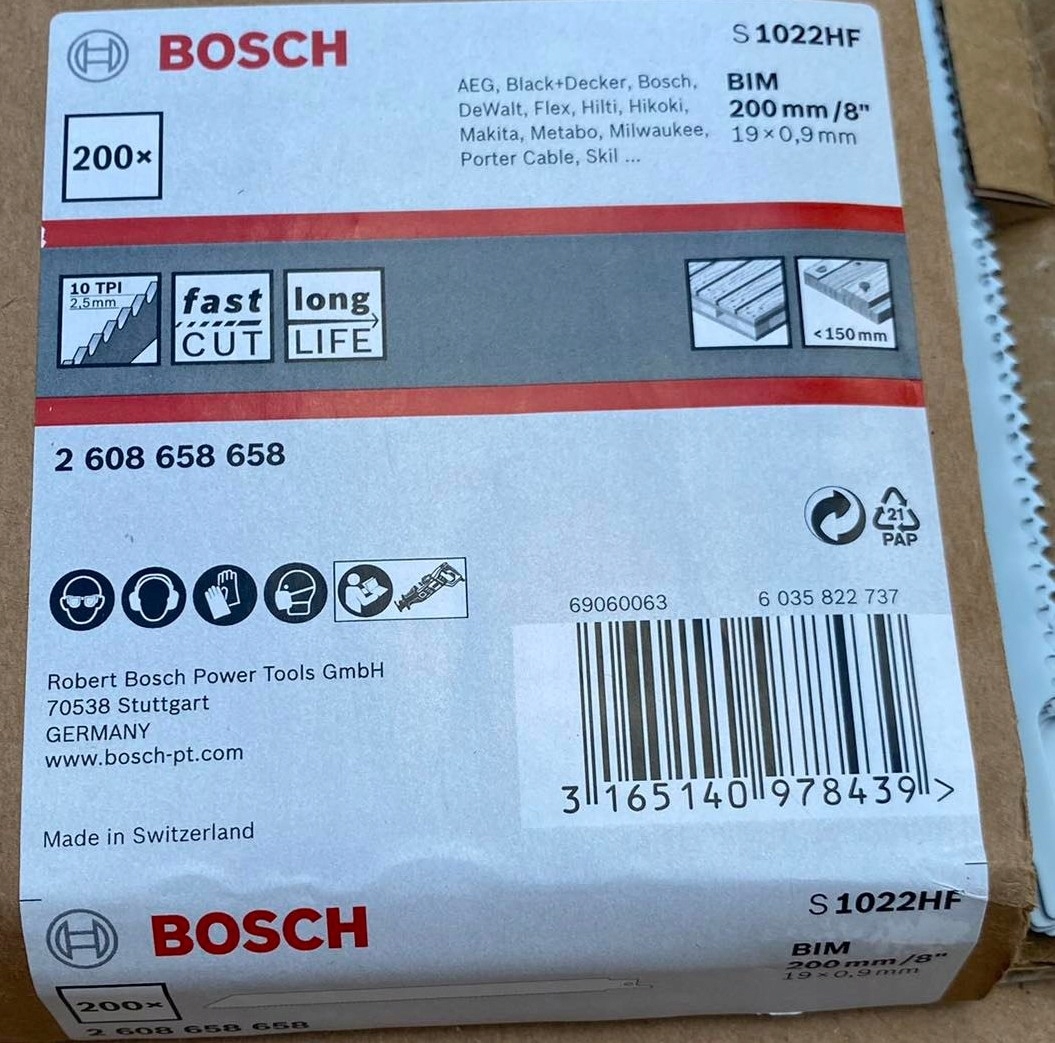 BOSCH
S 1022HF
AEG, Black+Decker, Bosch,
DeWalt, Flex, Hilti, Hikoki,
Makita, Metabo, Milwaukee,
Porter Cable, Skil ...
BIM
200 mm/8"
19×0,9 mm
200×
10 TPI
2,5mm
fast
CUT
long
LIFE
<150 mm
2 608 658 658
21
PAP
69060063
6 035 822 737
Robert Bosch Power Tools GmbH
70538 Stuttgart
GERMANY
www.bosch-pt.com
3 165140 978439 >
Made in Switzerland
BOSCH
S 1022HF
BIM
200 mm/8"
19×0,9 mm
200×
2 608 658 658